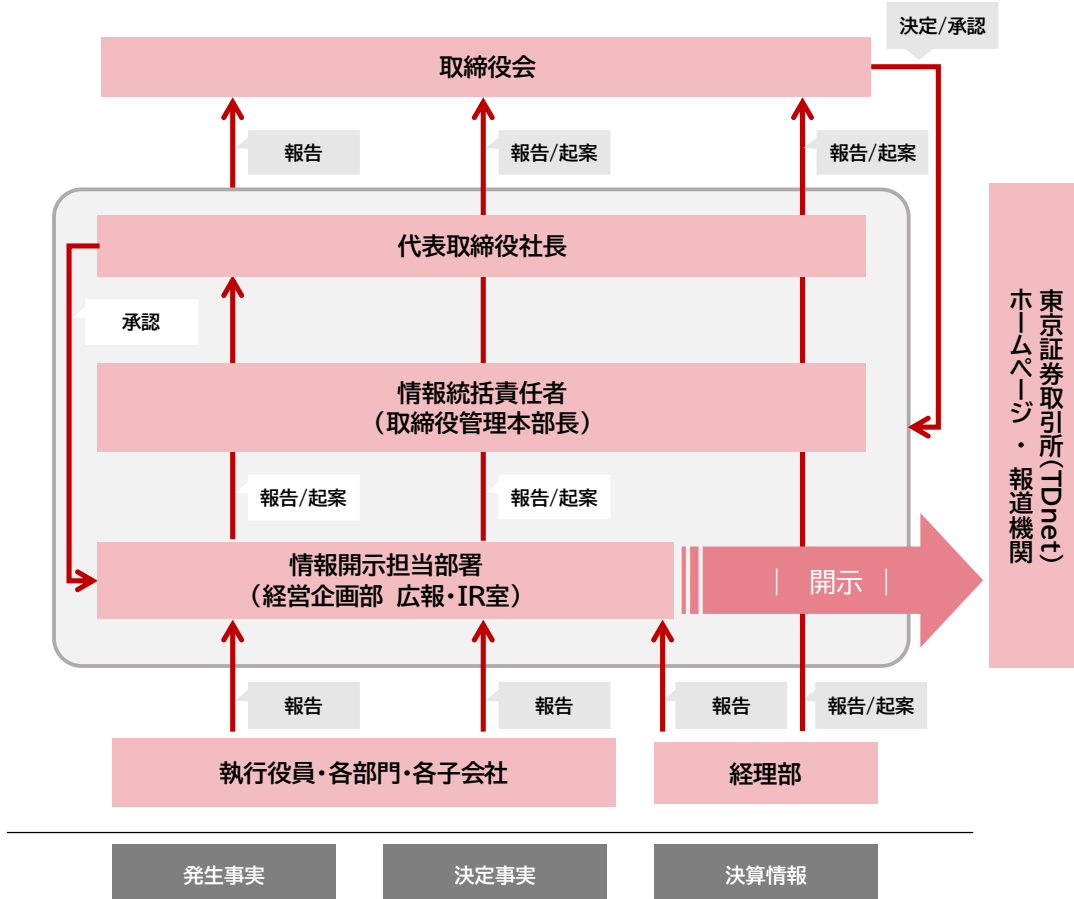 決定/承認
取締役会
報告
報告/起案
報告/起案
代表取締役社長
承認
情報統括責任者
(取締役管理本部長)
報告/起案
報告/起案
情報開示担当部署
(経営企画部 広報・IR室)
| 開示 |
東京証券取引所(TDnet)
ホームページ・報道機関
報告
報告
報告
報告/起案
執行役員・各部門・各子会社
経理部
発生事実
決定事実
決算情報